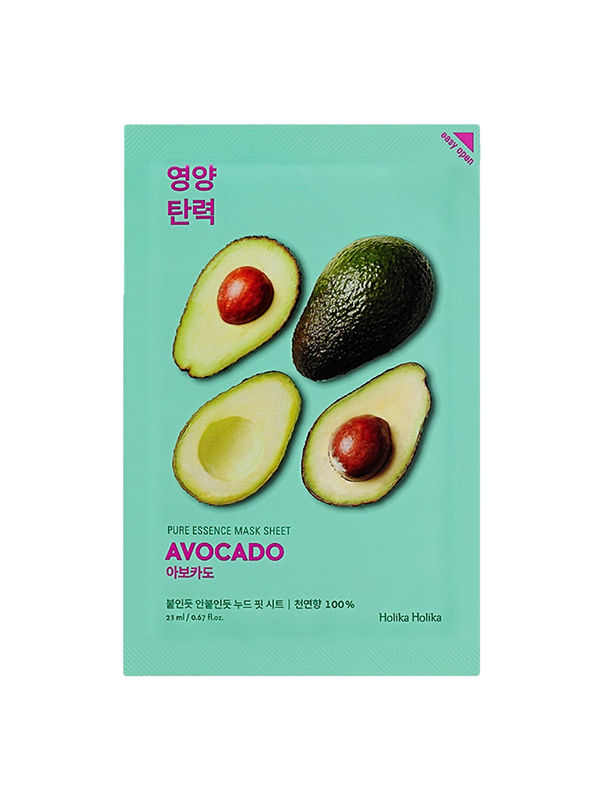 easy open
영양
탄력
PURE ESSENCE MASK SHEET
AVOCADO
아보카도
붙인듯 안붙인듯 누드 핏 시트 | 천연향 100%
23 ml / 0.67 fl.oz.
Holika Holika